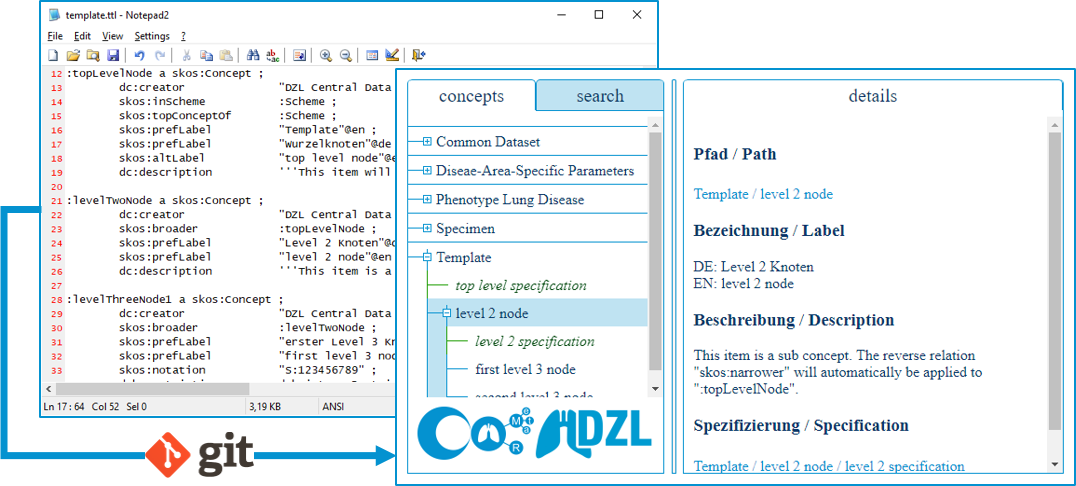 template.ttl - Notepad2
File Edit View Settings ?
12 :topLevelNode a skos:Concept ;
13 dc:creator "DZL Central Data
14 skos:inScheme :Scheme ;
15 skos:topConceptOf :Scheme ;
16 skos:prefLabel "Template"@en ;
17 skos:prefLabel "Wurzelknoten"@de
18 skos:altLabel "top level node"@e
19 dc:description '''This item will
20
21 :levelTwoNode a skos:Concept ;
22 dc:creator "DZL Central Data
23 skos:broader :topLevelNode ;
24 skos:prefLabel "Level 2 Knoten"@d
25 skos:prefLabel "level 2 node"@en
26 dc:description '''This item is a
27
28 :levelThreeNode1 a skos:Concept ;
29 dc:creator "DZL Central Data
30 skos:broader :levelTwoNode ;
31 skos:prefLabel "erster Level 3 Kn
32 skos:prefLabel "first level 3 nod
33 skos:notation "S:123456789" ;
Ln 17 : 64 Col 52 Sel 0 3,19 KB ANSI
git
concepts
search
Common Dataset
Diseae-Area-Specific Parameters
Phenotype Lung Disease
Specimen
Template
top level specification
level 2 node
level 2 specification
first level 3 node
second level 3 node
CoMetaR DZL
details
Pfad / Path
Template / level 2 node
Bezeichnung / Label
DE: Level 2 Knoten
EN: level 2 node
Beschreibung / Description
This item is a sub concept. The reverse relation
"skos:narrower" will automatically be applied to
":topLevelNode".
Spezifizierung / Specification
Template / level 2 node / level 2 specification